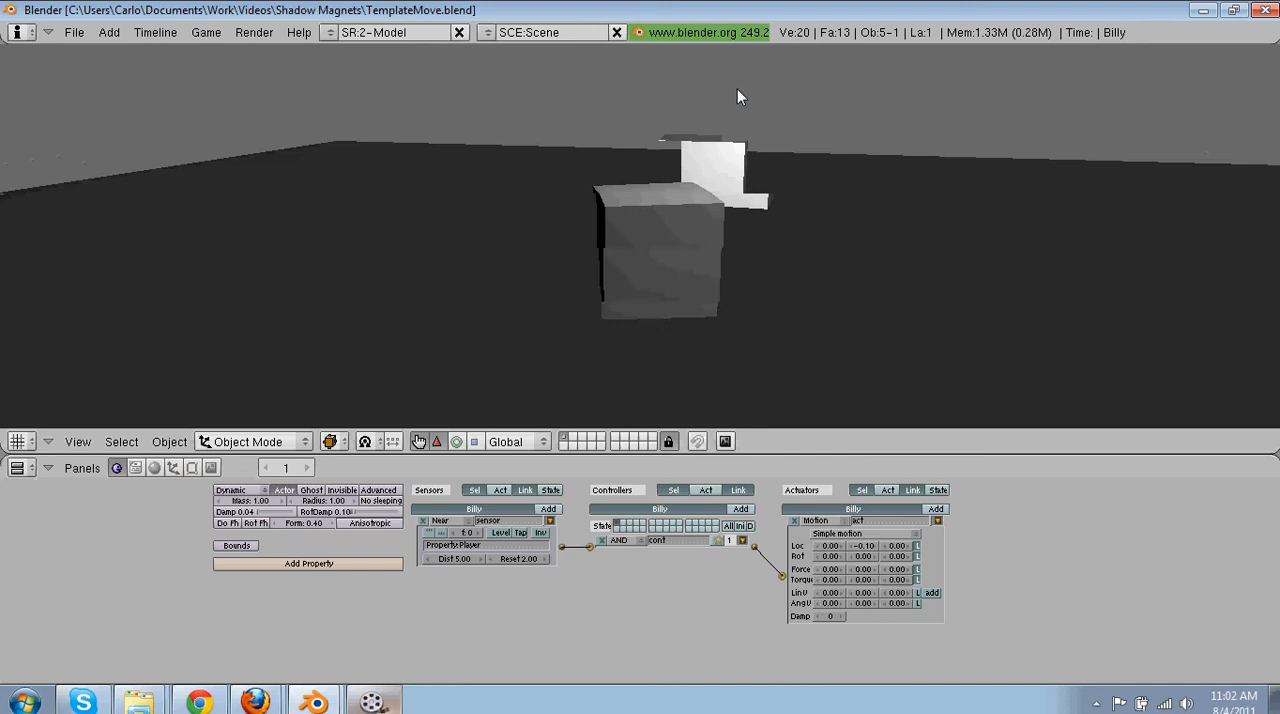 Blender [C:\Users\Carlo\Documents\Work\Videos\Shadow Magnets\TemplateMove.blend]
File Add Timeline Game Render Help SR:2-Model SCE:Scene www.blender.org 249.2 Ve:20 | Fa:13 | Ob:5-1 | La:1 | Mem:1.33M (0.28M) | Time: | Billy
View Select Object Object Mode Global
Panels 1
Dynamic Actor Ghost Invisible Advanced
Mass: 1.00 Radius: 1.00 No sleeping
Damp 0.04 RotDamp 0.10
Do Fh Rot Fh Form: 0.40 Anisotropic
Bounds
Add Property
Sensors Sel Act Link State
Billy Add
Near sensor
f: 0 Level Tap Inv
Property:Player
Dist 5.00 Reset 2.00
Controllers Sel Act Link
Billy Add
State All Ini D
AND cont 1
Actuators Sel Act Link State
Billy Add
Motion act
Simple motion
Loc 0.00 -0.10 0.00 L
Rot 0.00 0.00 0.00 L
Force 0.00 0.00 0.00 L
Torque 0.00 0.00 0.00 L
Lin V 0.00 0.00 0.00 L add
Ang V 0.00 0.00 0.00 L
Damp 0
11:02 AM
8/4/2011